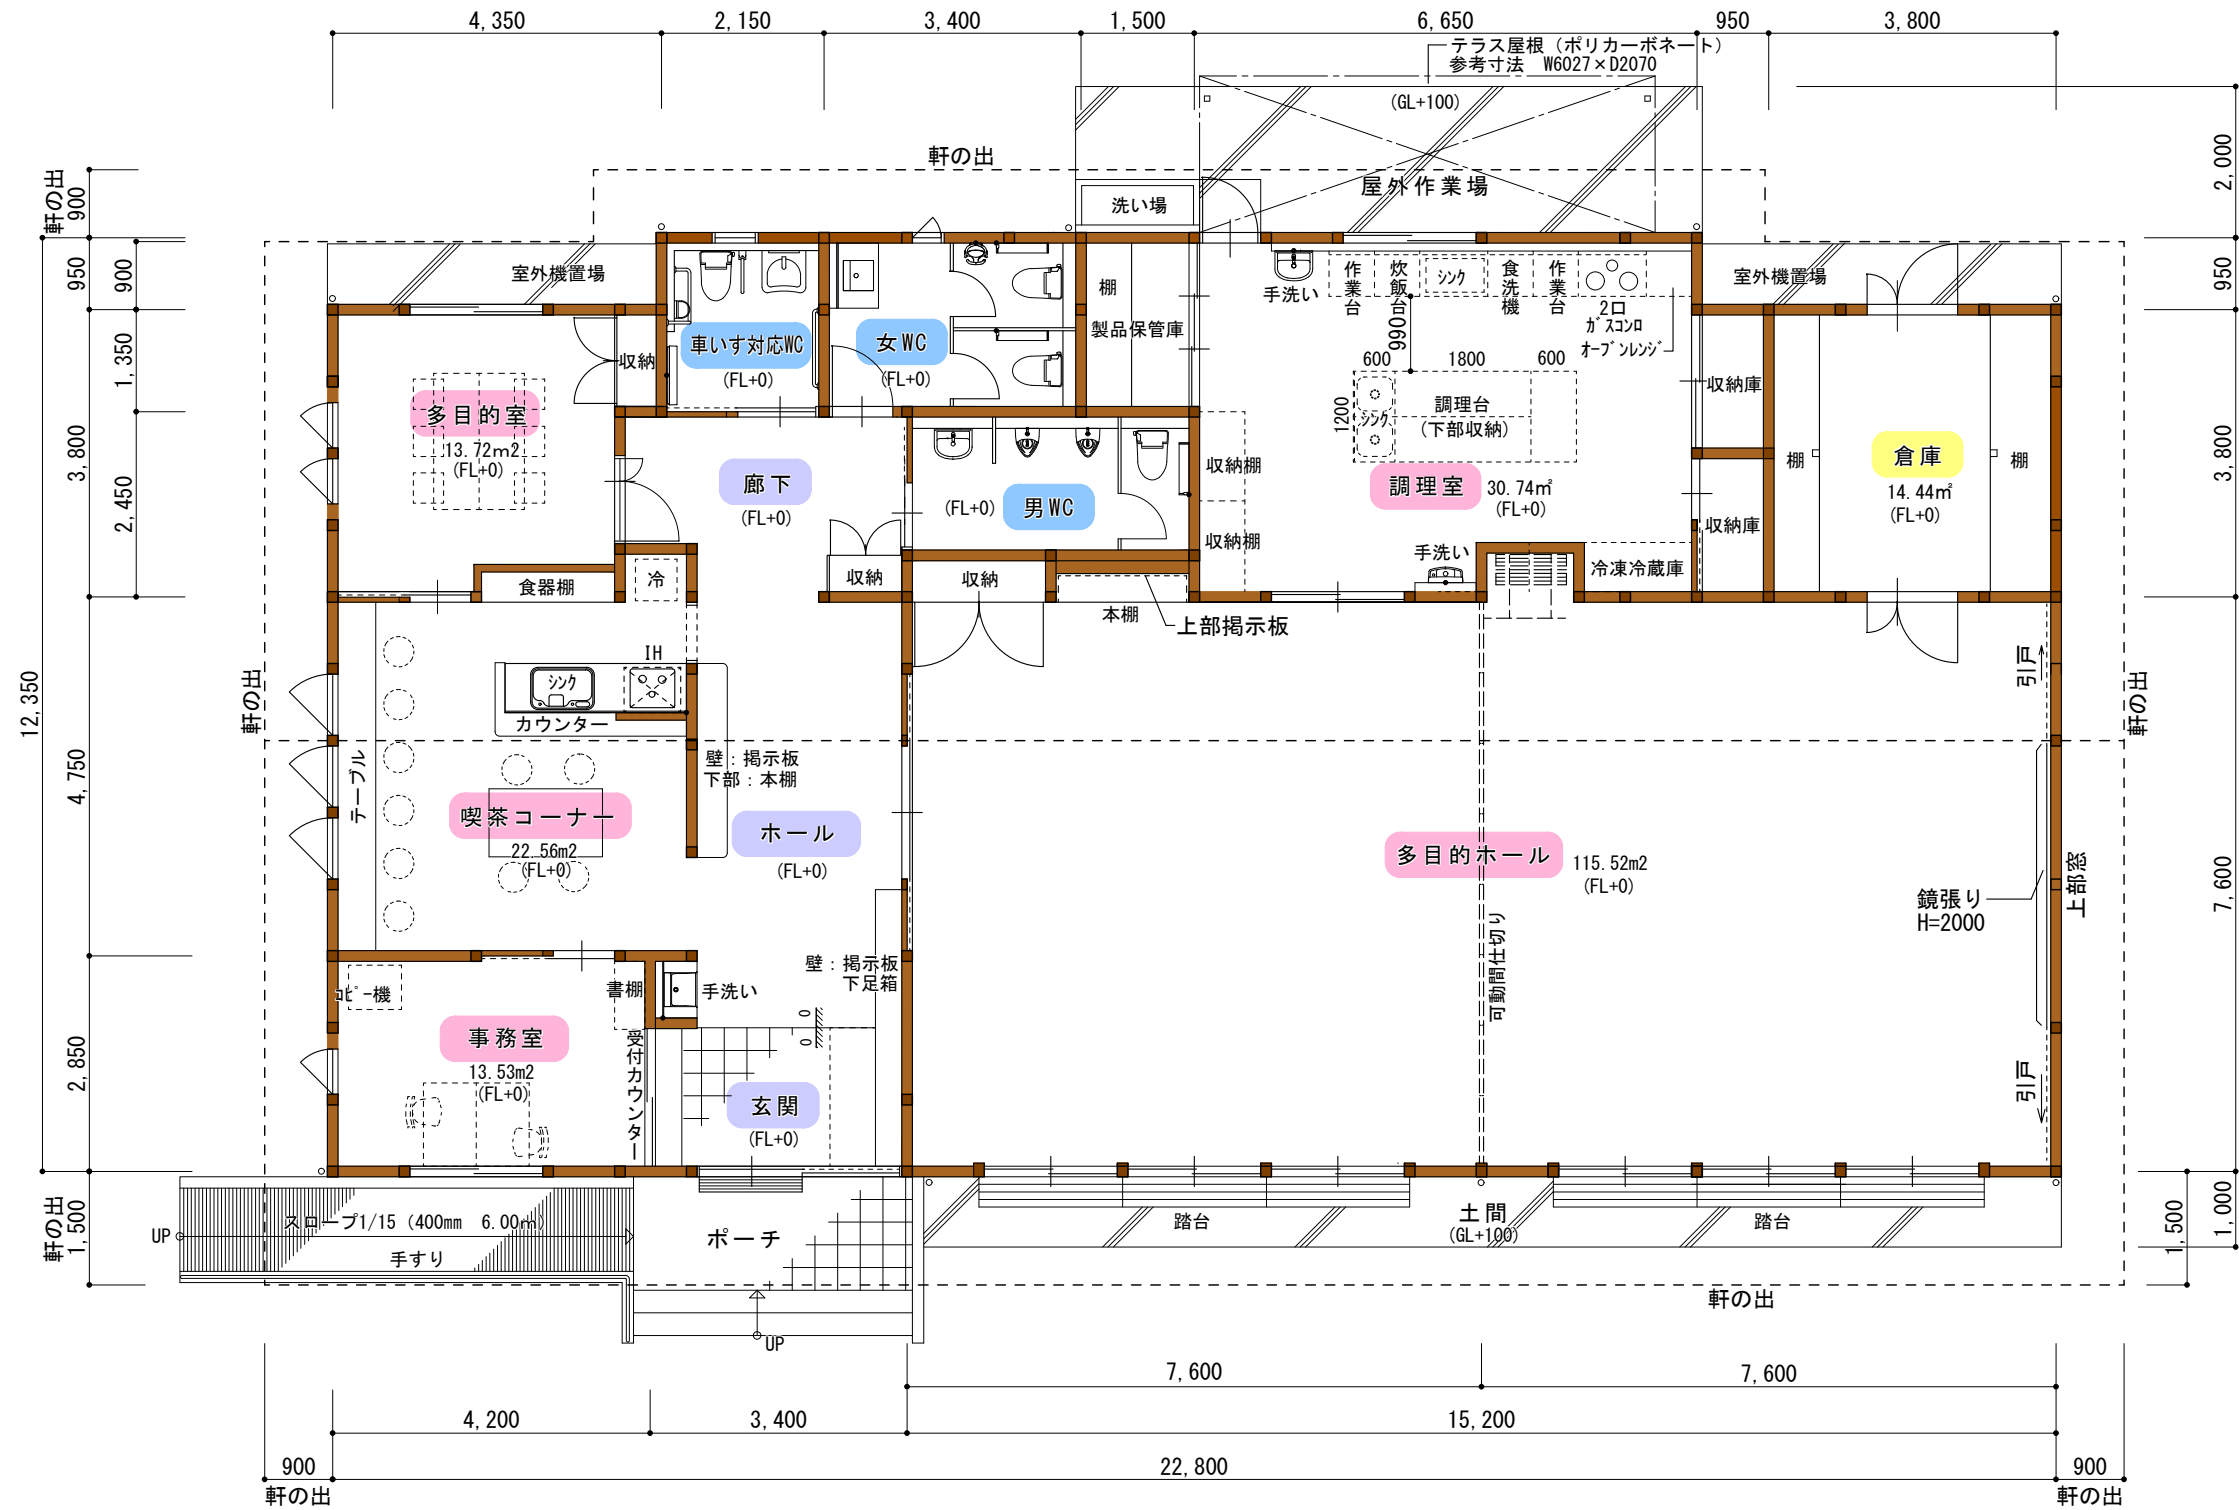 4,350
2,150
3,400
1,500
6,650
950
3,800
テラス屋根（ポリカーボネート）
参考寸法　W6027×D2070
(GL+100)
軒の出
屋外作業場
洗い場
軒の出
900
950
900
1,350
3,800
2,450
12,350
4,750
2,850
軒の出
1,500
2,000
950
3,800
7,600
1,000
1,500
室外機置場
室外機置場
収納
車いす対応WC
(FL+0)
女WC
(FL+0)
棚
製品保管庫
手洗い
作業台
炊飯台
シンク
食洗機
作業台
2口
ガスコンロ
オーブンレンジ
990
600
1800
600
1200
シンク
調理台
(下部収納)
収納庫
収納庫
多目的室
13.72m2
(FL+0)
廊下
(FL+0)
(FL+0)
男WC
収納棚
収納棚
調理室
30.74㎡
(FL+0)
棚
倉庫
14.44㎡
(FL+0)
棚
手洗い
冷凍冷蔵庫
食器棚
冷
収納
収納
本棚
上部掲示板
IH
シンク
カウンター
軒の出
軒の出
引戸
テーブル
壁：掲示板
下部：本棚
喫茶コーナー
22.56m2
(FL+0)
ホール
(FL+0)
多目的ホール
115.52m2
(FL+0)
鏡張り
H=2000
上部窓
可動間仕切り
壁：掲示板
下足箱
コピー機
書棚
手洗い
事務室
13.53m2
(FL+0)
受付カウンター
0
0
玄関
(FL+0)
引戸
UP
スロープ1/15 (400mm　6.00m)
手すり
ポーチ
UP
踏台
土間
(GL+100)
踏台
軒の出
7,600
7,600
4,200
3,400
15,200
900
22,800
900
軒の出
軒の出